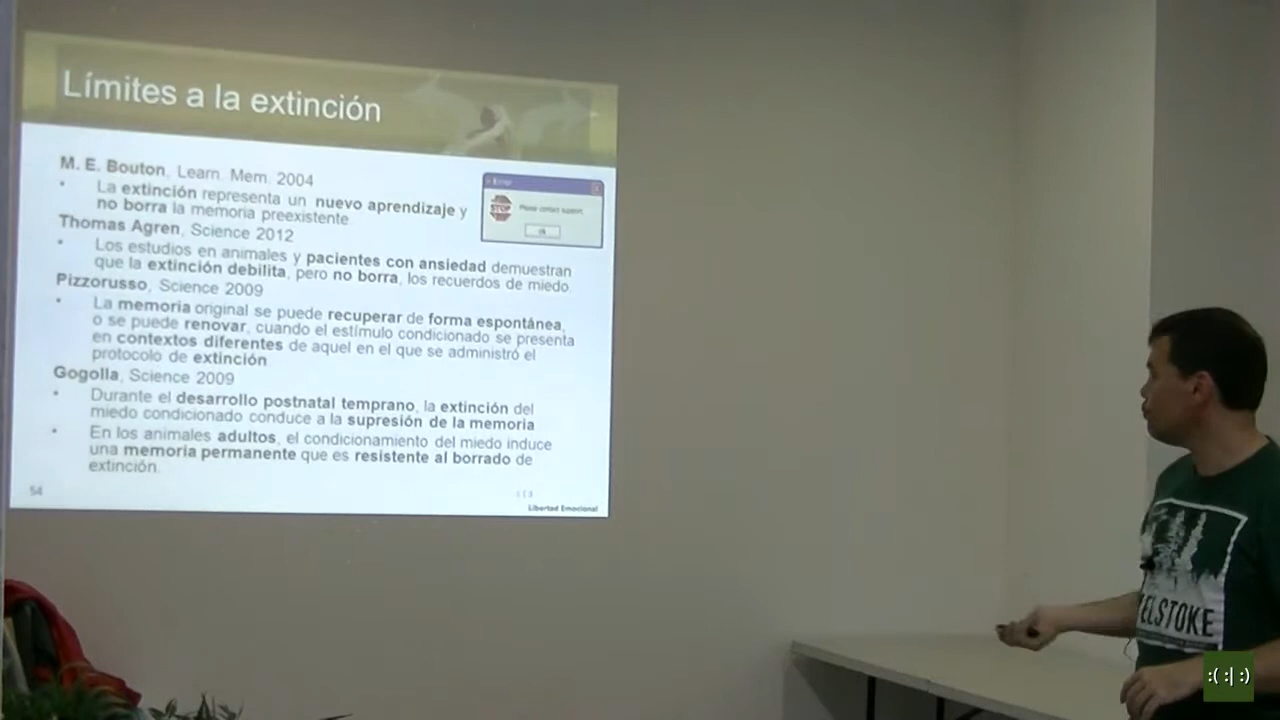 Límites a la extinción
M. E. Bouton, Learn. Mem. 2004
• La extinción representa un nuevo aprendizaje y
no borra la memoria preexistente
Thomas Agren, Science 2012
• Los estudios en animales y pacientes con ansiedad demuestran
que la extinción debilita, pero no borra, los recuerdos de miedo
Pizzorusso, Science 2009
• La memoria original se puede recuperar de forma espontánea,
o se puede renovar, cuando el estímulo condicionado se presenta
en contextos diferentes de aquel en el que se administró el
protocolo de extinción
Gogolla, Science 2009
• Durante el desarrollo postnatal temprano, la extinción del
miedo condicionado conduce a la supresión de la memoria
• En los animales adultos, el condicionamiento del miedo induce
una memoria permanente que es resistente al borrado de
extinción.
STOP
Please contact support.
Ok
54
Libertad Emocional
ELSTOKE
:( :| :)